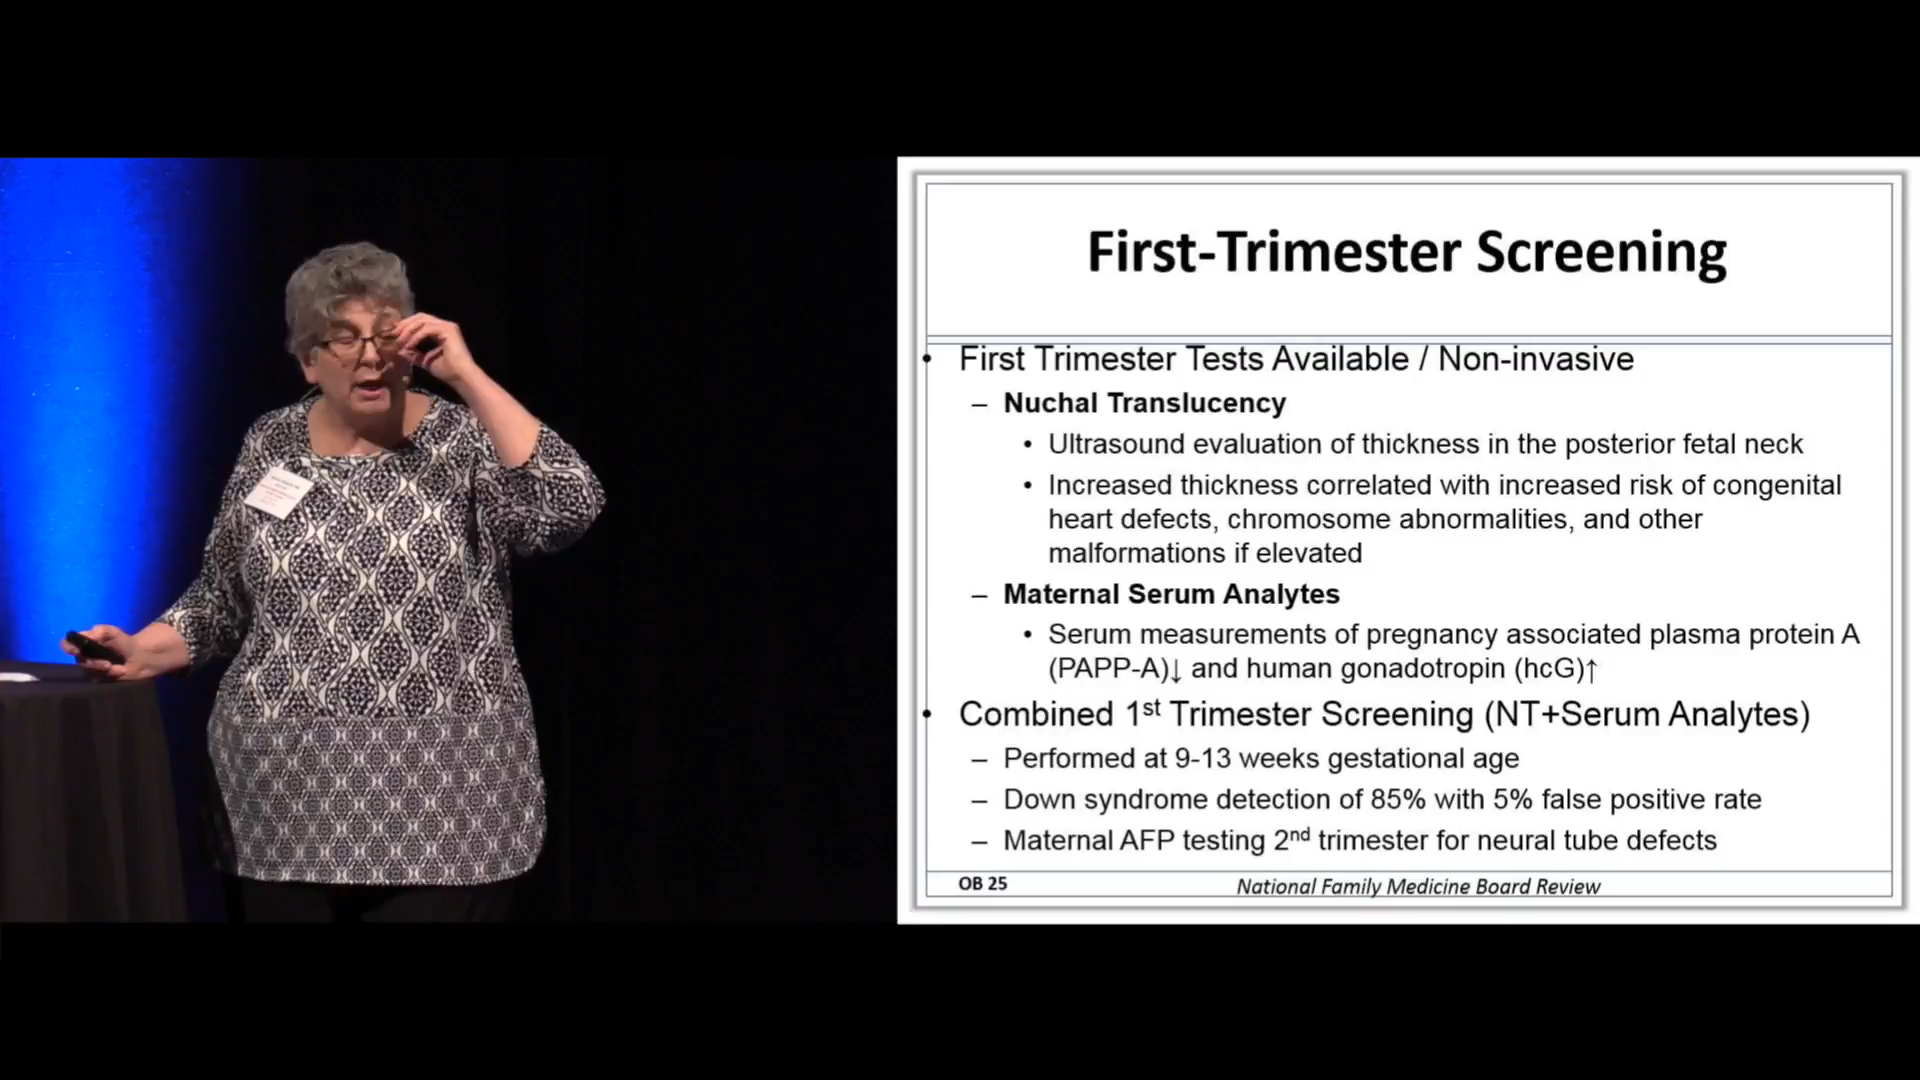 First-Trimester Screening
• First Trimester Tests Available / Non-invasive
– Nuchal Translucency
• Ultrasound evaluation of thickness in the posterior fetal neck
• Increased thickness correlated with increased risk of congenital
heart defects, chromosome abnormalities, and other
malformations if elevated
– Maternal Serum Analytes
• Serum measurements of pregnancy associated plasma protein A
(PAPP-A)↓ and human gonadotropin (hcG)↑
• Combined 1st Trimester Screening (NT+Serum Analytes)
– Performed at 9-13 weeks gestational age
– Down syndrome detection of 85% with 5% false positive rate
– Maternal AFP testing 2nd trimester for neural tube defects
OB 25
National Family Medicine Board Review